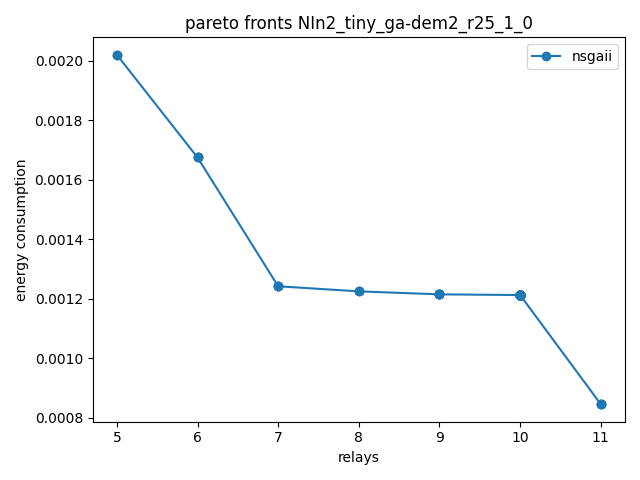 pareto fronts NIn2_tiny_ga-dem2_r25_1_0
nsgaii
energy consumption
0.0020
0.0018
0.0016
0.0014
0.0012
0.0010
0.0008
5 6 7 8 9 10 11
relays